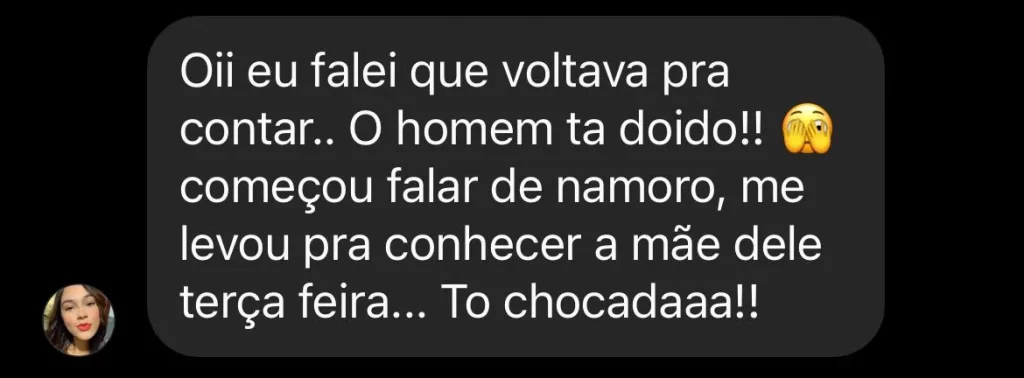 Oii eu falei que voltava pra
contar.. O homem ta doido!! 🫣
começou falar de namoro, me
levou pra conhecer a mãe dele
terça feira... To chocadaaa!!